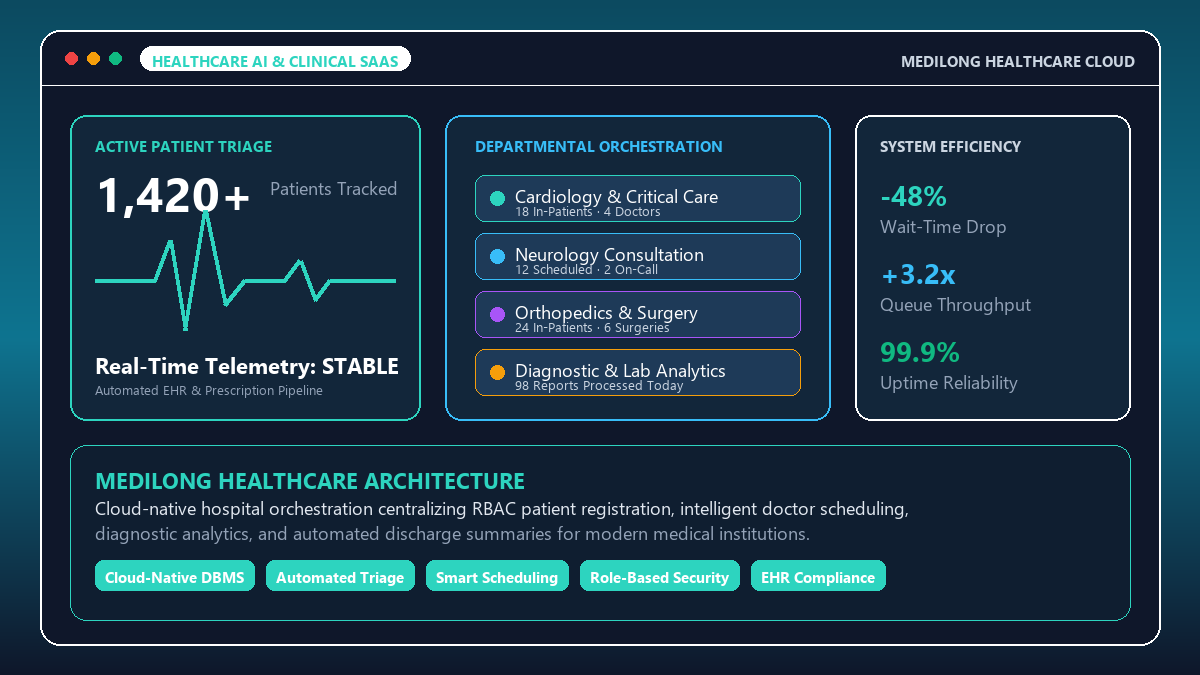 HEALTHCARE AI & CLINICAL SAAS
MEDILONG HEALTHCARE CLOUD
ACTIVE PATIENT TRIAGE
1,420+ Patients Tracked
Real-Time Telemetry: STABLE
Automated EHR & Prescription Pipeline
DEPARTMENTAL ORCHESTRATION
Cardiology & Critical Care
18 In-Patients · 4 Doctors
Neurology Consultation
12 Scheduled · 2 On-Call
Orthopedics & Surgery
24 In-Patients · 6 Surgeries
Diagnostic & Lab Analytics
98 Reports Processed Today
SYSTEM EFFICIENCY
-48%
Wait-Time Drop
+3.2x
Queue Throughput
99.9%
Uptime Reliability
MEDILONG HEALTHCARE ARCHITECTURE
Cloud-native hospital orchestration centralizing RBAC patient registration, intelligent doctor scheduling,
diagnostic analytics, and automated discharge summaries for modern medical institutions.
Cloud-Native DBMS Automated Triage Smart Scheduling Role-Based Security EHR Compliance